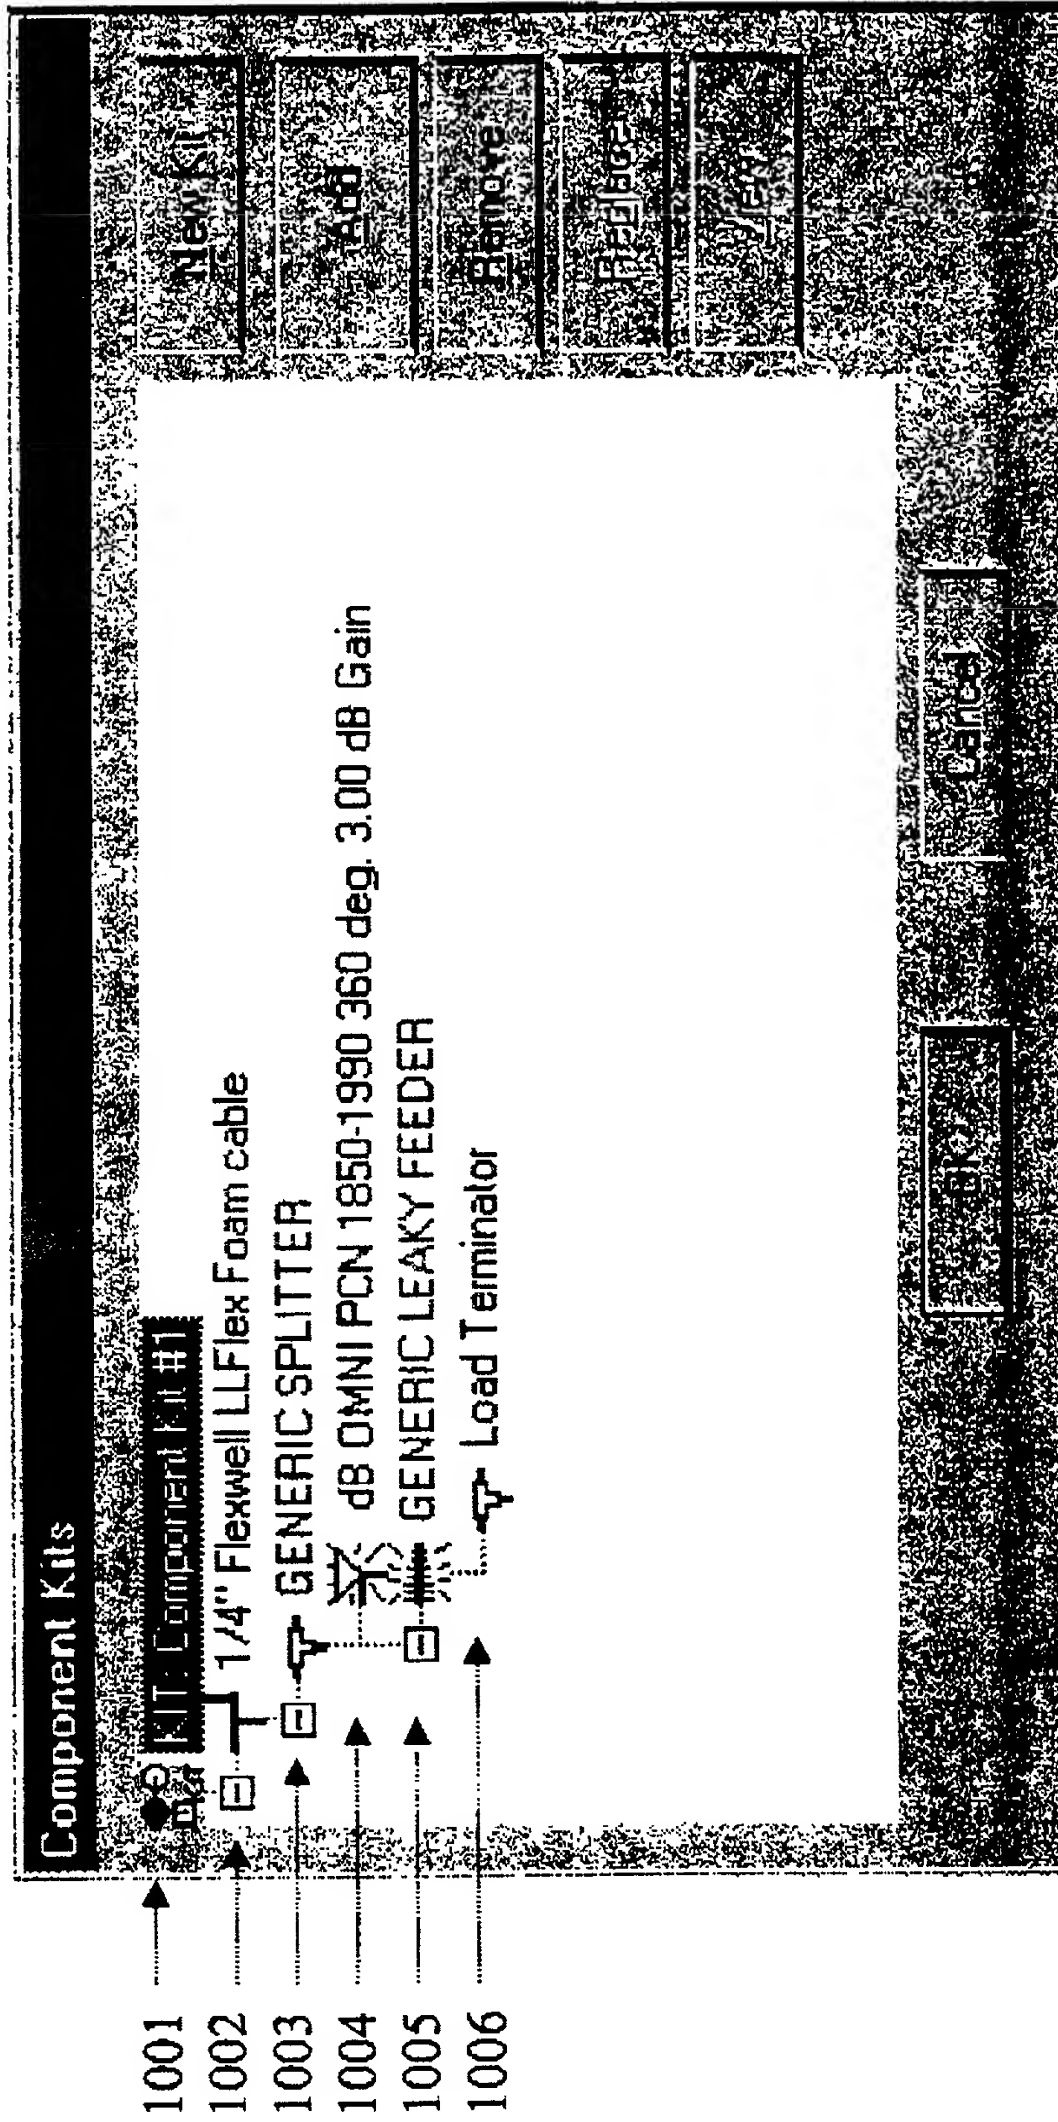 Component Kits
1001
KIT: Component Kit #1
New Kit
1002
1/4" Flexwell LLFlex Foam cable
1003
GENERIC SPLITTER
Add
1004
dB OMNI PCN 1850-1990 360 deg. 3.00 dB Gain
1005
GENERIC LEAKY FEEDER
Remove
1006
Load Terminator
Replace
View
OK
Cancel